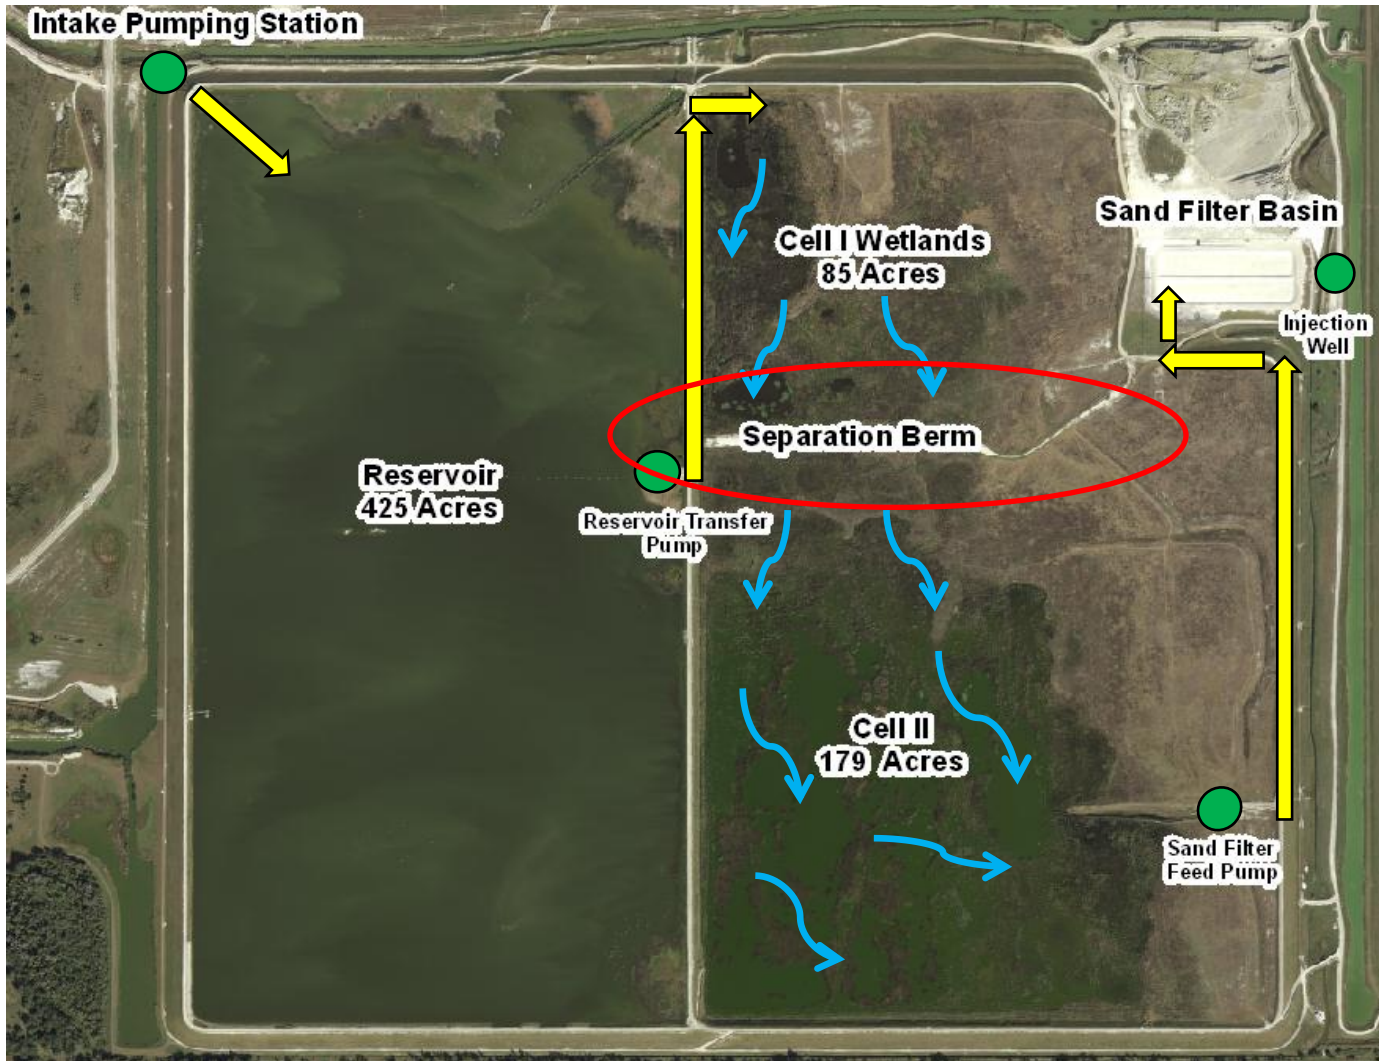 Intake Pumping Station
Sand Filter Basin
Cell I Wetlands
85 Acres
Injection
Well
Separation Berm
Reservoir
425 Acres
Reservoir Transfer
Pump
Cell II
179 Acres
Sand Filter
Feed Pump